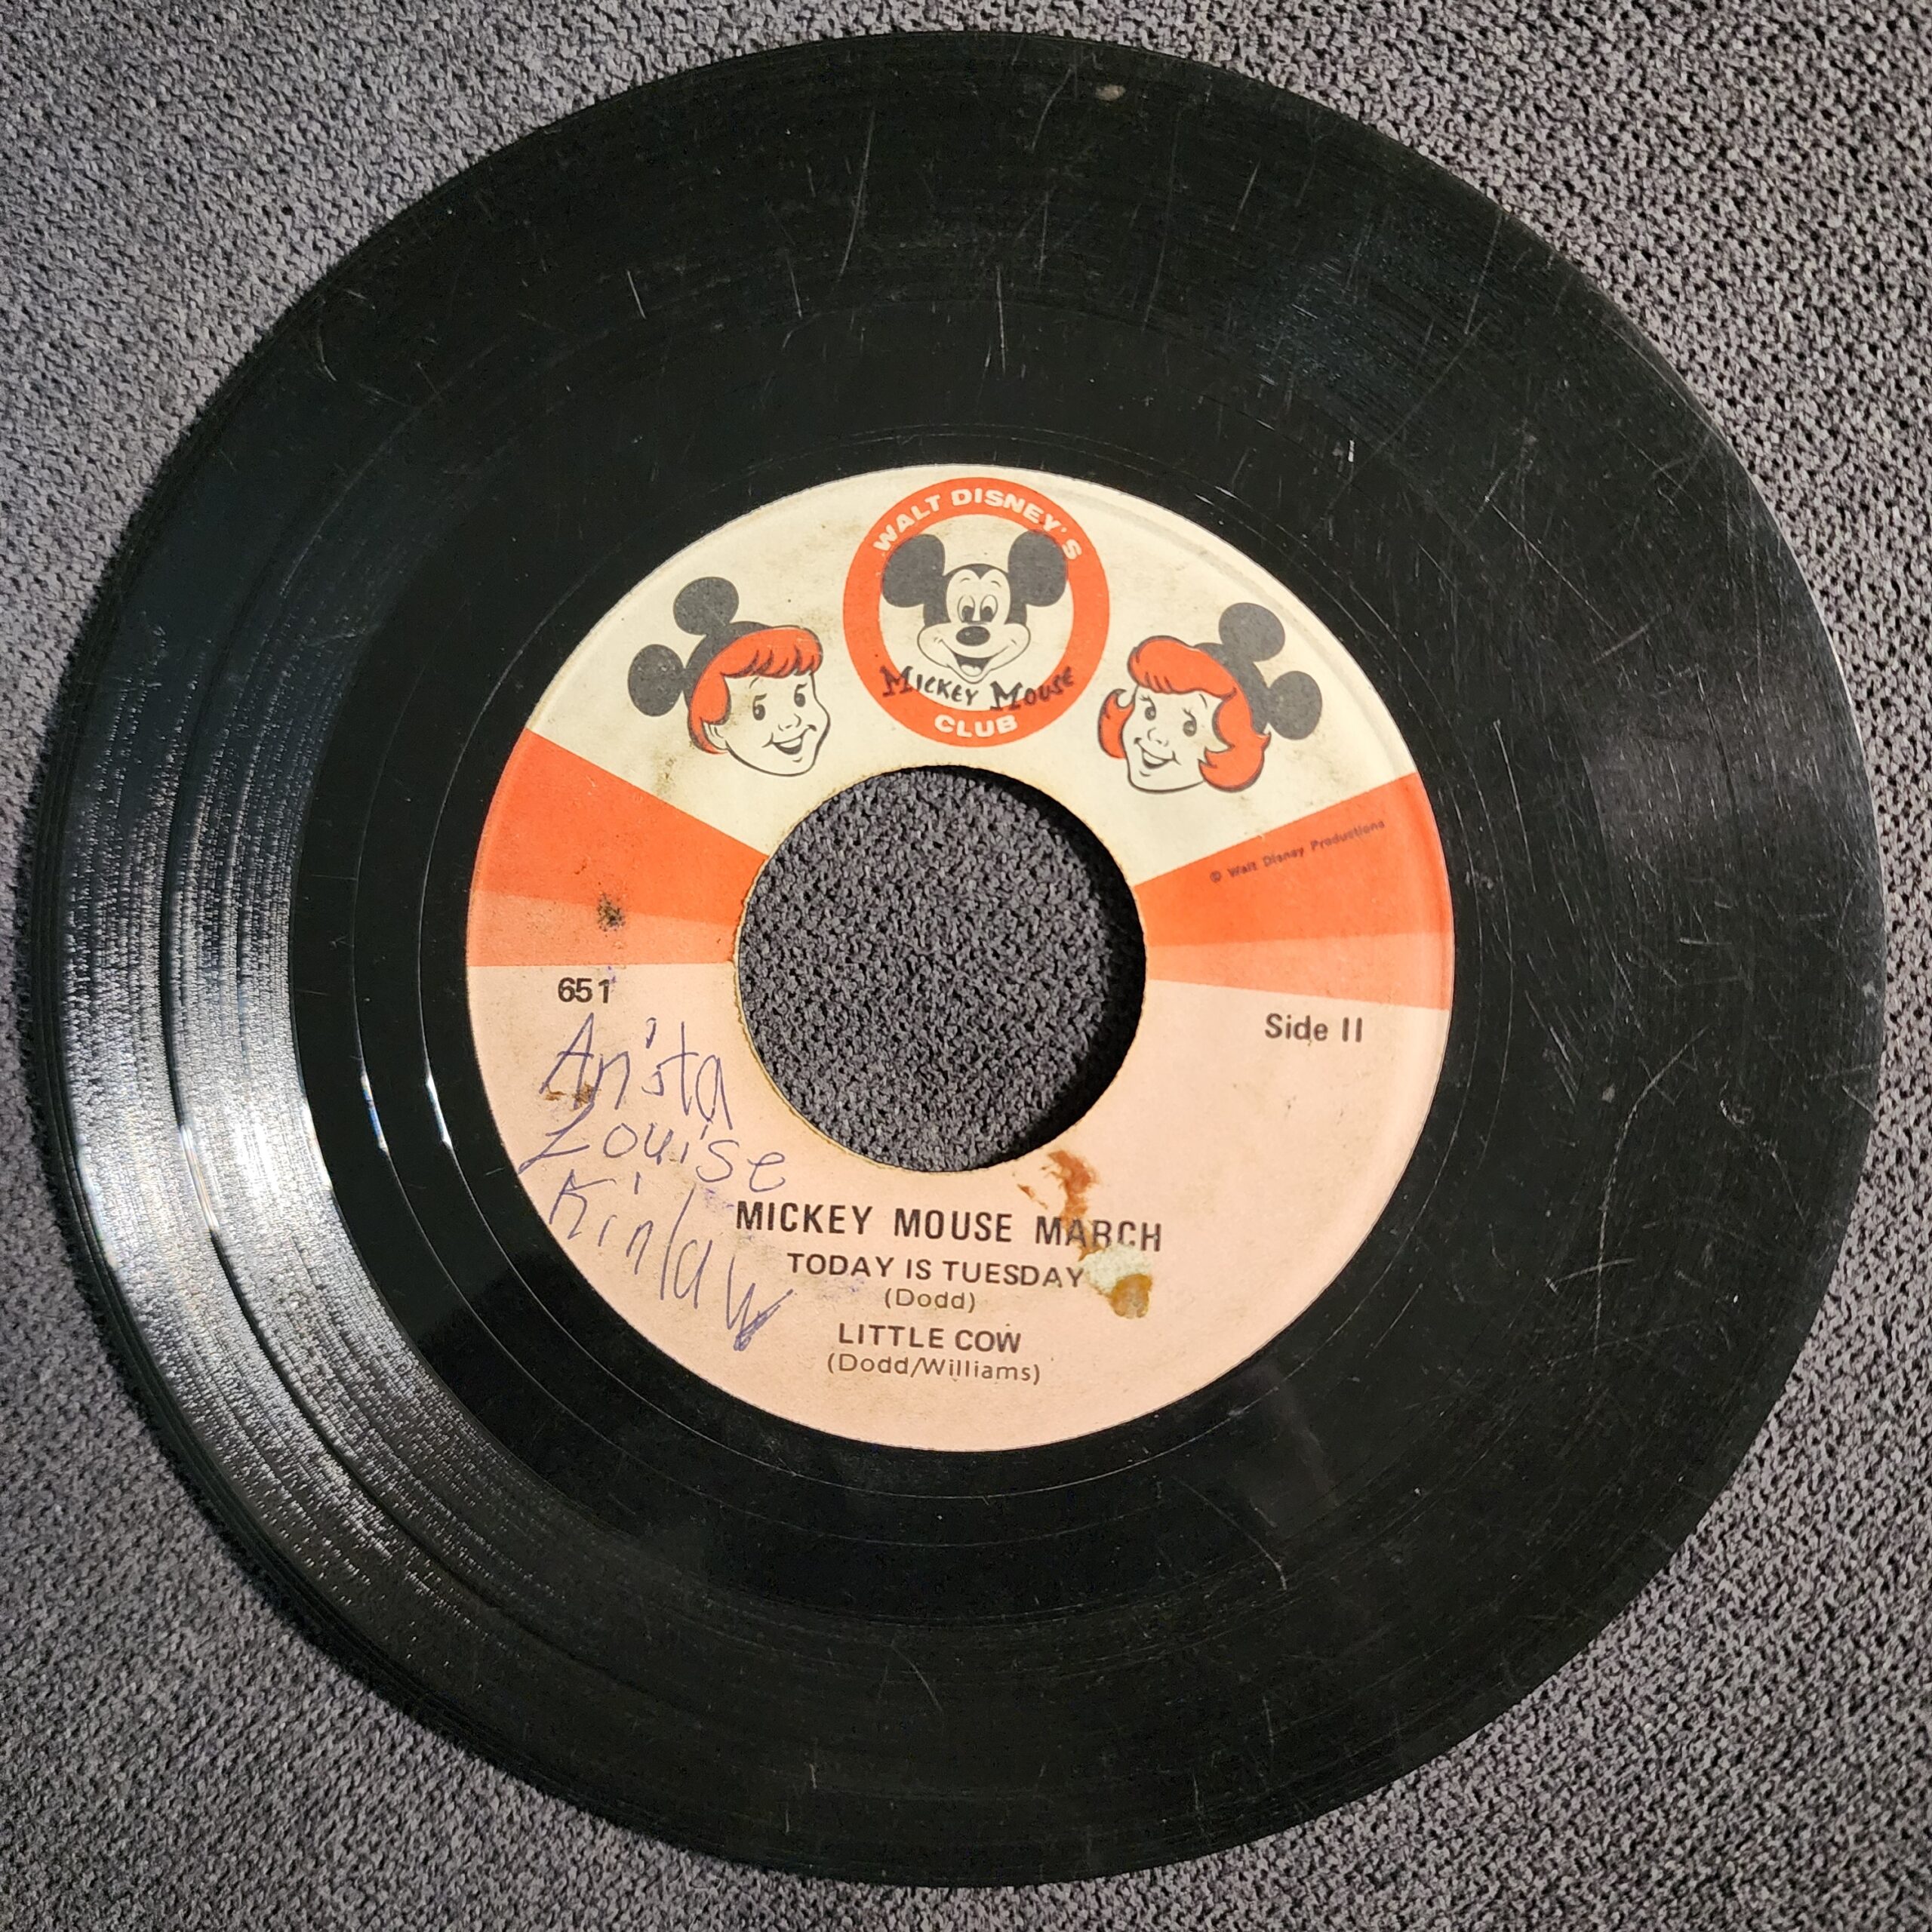 WALT DISNEY'S
MICKEY MOUSE
CLUB
© Walt Disney Productions
651
Side II
Anita
Louise
Kinlaw
MICKEY MOUSE MARCH
TODAY IS TUESDAY
(Dodd)
LITTLE COW
(Dodd/Williams)